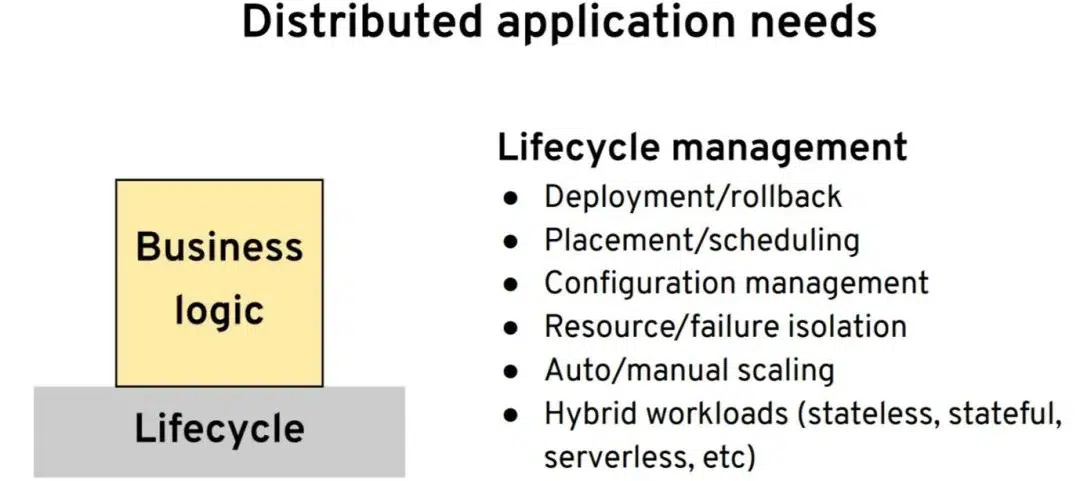 Distributed application needs
Business
logic
Lifecycle
Lifecycle management
● Deployment/rollback
● Placement/scheduling
● Configuration management
● Resource/failure isolation
● Auto/manual scaling
● Hybrid workloads (stateless, stateful,
serverless, etc)